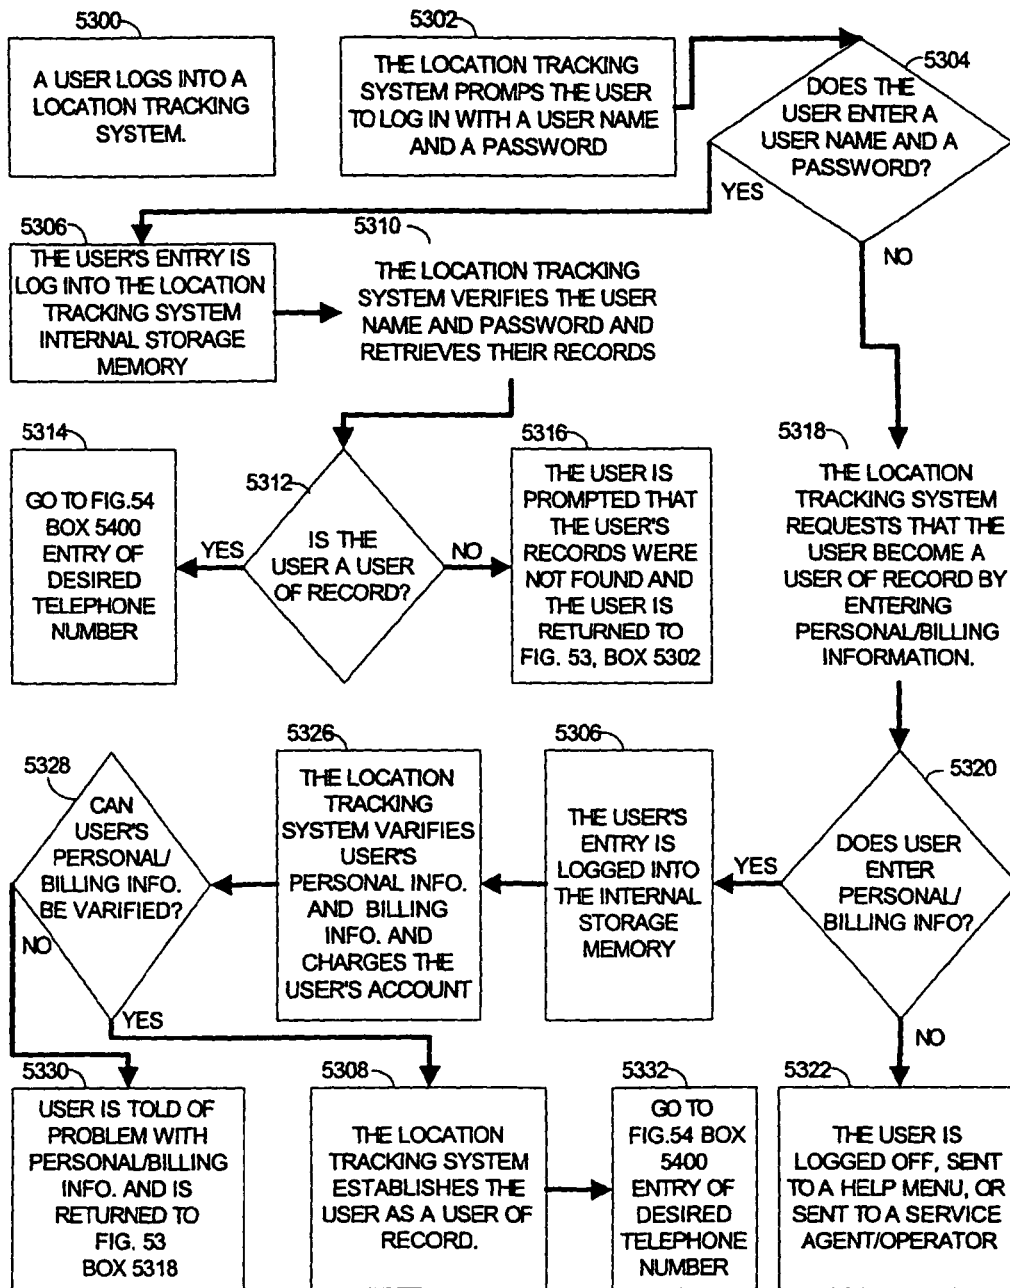 5300
A USER LOGS INTO A
LOCATION TRACKING
SYSTEM.
5302
THE LOCATION TRACKING
SYSTEM PROMPS THE USER
TO LOG IN WITH A USER NAME
AND A PASSWORD
5304
DOES THE
USER ENTER A
USER NAME AND A
PASSWORD?
YES
NO
5306
THE USER'S ENTRY IS
LOG INTO THE LOCATION
TRACKING SYSTEM
INTERNAL STORAGE
MEMORY
5310
THE LOCATION TRACKING
SYSTEM VERIFIES THE USER
NAME AND PASSWORD AND
RETRIEVES THEIR RECORDS
5314
GO TO FIG.54
BOX 5400
ENTRY OF
DESIRED
TELEPHONE
NUMBER
YES
5312
IS THE
USER A USER
OF RECORD?
NO
5316
THE USER IS
PROMPTED THAT
THE USER'S
RECORDS WERE
NOT FOUND AND
THE USER IS
RETURNED TO
FIG. 53, BOX 5302
5318
THE LOCATION
TRACKING SYSTEM
REQUESTS THAT THE
USER BECOME A
USER OF RECORD BY
ENTERING
PERSONAL/BILLING
INFORMATION.
5328
CAN
USER'S
PERSONAL/
BILLING INFO.
BE VARIFIED?
NO
YES
5326
THE LOCATION
TRACKING
SYSTEM VARIFIES
USER'S
PERSONAL INFO.
AND BILLING
INFO. AND
CHARGES THE
USER'S ACCOUNT
5306
THE USER'S
ENTRY IS
LOGGED INTO
THE INTERNAL
STORAGE
MEMORY
YES
5320
DOES USER
ENTER
PERSONAL/
BILLING INFO?
NO
5330
USER IS TOLD OF
PROBLEM WITH
PERSONAL/BILLING
INFO. AND IS
RETURNED TO
FIG. 53
BOX 5318
5308
THE LOCATION
TRACKING SYSTEM
ESTABLISHES THE
USER AS A USER OF
RECORD.
5332
GO TO
FIG.54 BOX
5400
ENTRY OF
DESIRED
TELEPHONE
NUMBER
5322
THE USER IS
LOGGED OFF, SENT
TO A HELP MENU, OR
SENT TO A SERVICE
AGENT/OPERATOR